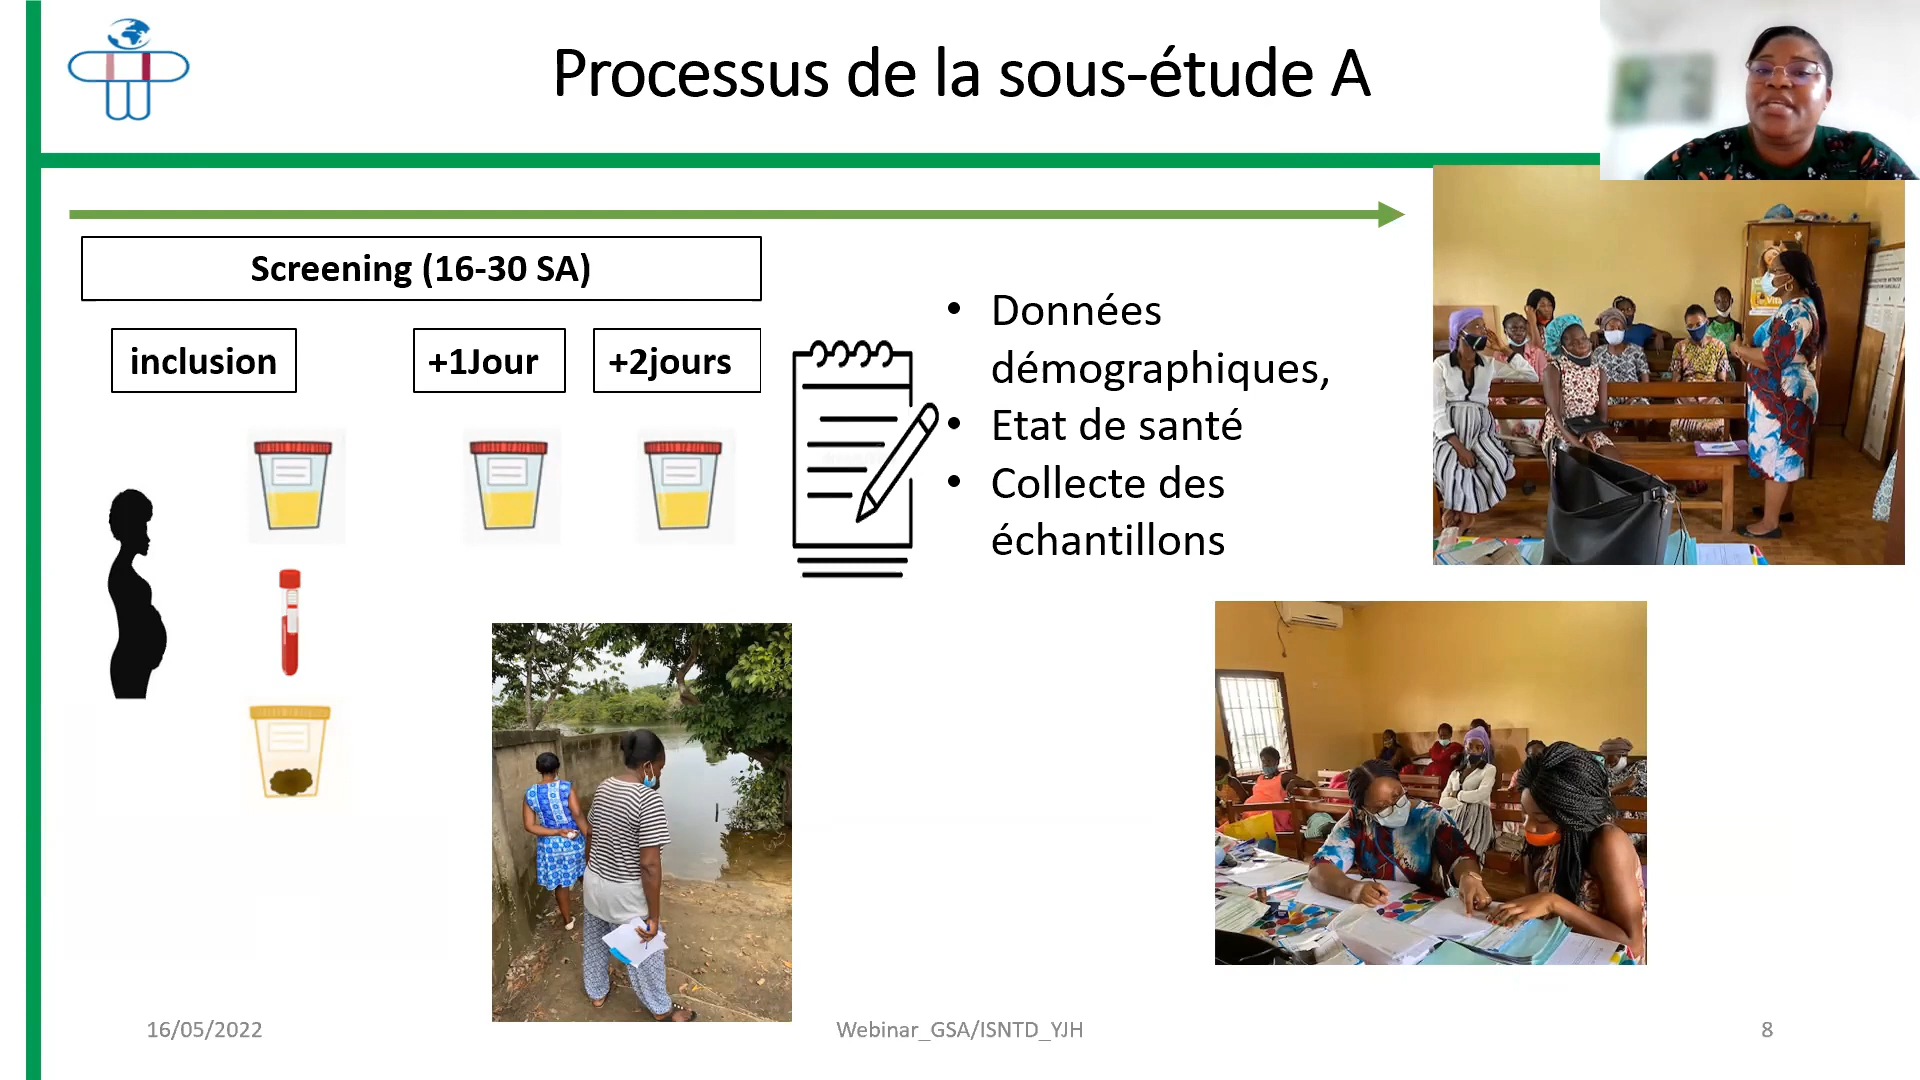 Processus de la sous-étude A
Screening (16-30 SA)
inclusion
+1Jour
+2jours
• Données
démographiques,
• Etat de santé
• Collecte des
échantillons
16/05/2022
Webinar_GSA/ISNTD_YJH
8